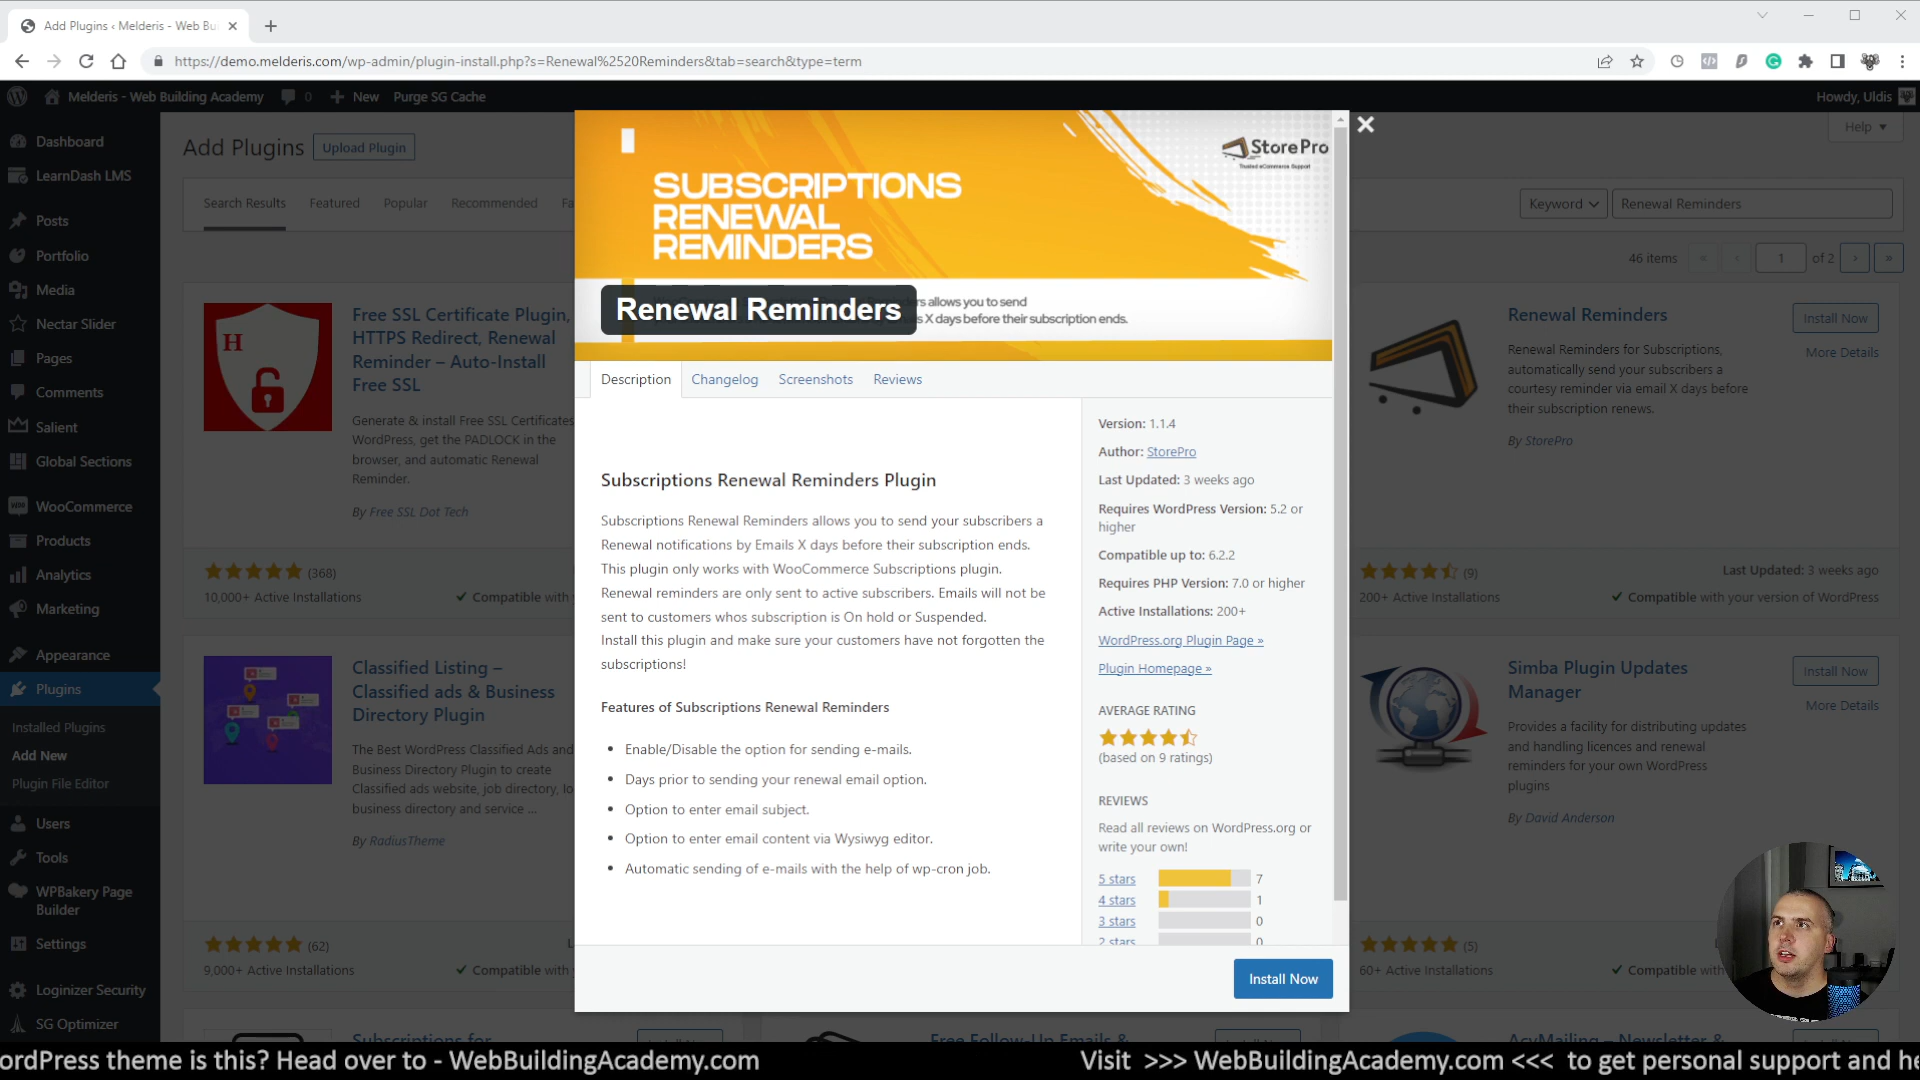 Add Plugins ‹ Melderis - Web Bu
https://demo.melderis.com/wp-admin/plugin-install.php?s=Renewal%2520Reminders&tab=search&type=term
Melderis - Web Building Academy
0
New
Purge SG Cache
Howdy, Uldis
Dashboard
LearnDash LMS
Posts
Portfolio
Media
Nectar Slider
Pages
Comments
Salient
Global Sections
WooCommerce
Products
Analytics
Marketing
Appearance
Plugins
Installed Plugins
Add New
Plugin File Editor
Users
Tools
WPBakery Page
Builder
Settings
Loginizer Security
SG Optimizer
Add Plugins
Upload Plugin
Help
Search Results
Featured
Popular
Recommended
Fa
Keyword
Renewal Reminders
46 items
«
‹
1
of 2
›
»
H
Free SSL Certificate Plugin,
HTTPS Redirect, Renewal
Reminder – Auto-Install
Free SSL
Generate & install Free SSL Certificates
WordPress, get the PADLOCK in the
browser, and automatic Renewal
Reminder.
By Free SSL Dot Tech
(368)
10,000+ Active Installations
Compatible with
Classified Listing –
Classified ads & Business
Directory Plugin
The Best WordPress Classified Ads and
Business Directory Plugin to create
Classified ads website, job directory, lo
business directory and service ...
By RadiusTheme
(62)
9,000+ Active Installations
Compatible with
StorePro
Trusted eCommerce Support
SUBSCRIPTIONS
RENEWAL
REMINDERS
Renewal Reminders
rs allows you to send
s X days before their subscription ends.
Description
Changelog
Screenshots
Reviews
Subscriptions Renewal Reminders Plugin
Subscriptions Renewal Reminders allows you to send your subscribers a
Renewal notifications by Emails X days before their subscription ends.
This plugin only works with WooCommerce Subscriptions plugin.
Renewal reminders are only sent to active subscribers. Emails will not be
sent to customers whos subscription is On hold or Suspended.
Install this plugin and make sure your customers have not forgotten the
subscriptions!
Features of Subscriptions Renewal Reminders
Enable/Disable the option for sending e-mails.
Days prior to sending your renewal email option.
Option to enter email subject.
Option to enter email content via Wysiwyg editor.
Automatic sending of e-mails with the help of wp-cron job.
Version: 1.1.4
Author: StorePro
Last Updated: 3 weeks ago
Requires WordPress Version: 5.2 or
higher
Compatible up to: 6.2.2
Requires PHP Version: 7.0 or higher
Active Installations: 200+
WordPress.org Plugin Page »
Plugin Homepage »
AVERAGE RATING
(based on 9 ratings)
REVIEWS
Read all reviews on WordPress.org or
write your own!
5 stars 7
4 stars 1
3 stars 0
2 stars 0
Install Now
Renewal Reminders
Install Now
More Details
Renewal Reminders for Subscriptions,
automatically send your subscribers a
courtesy reminder via email X days before
their subscription renews.
By StorePro
(9)
Last Updated: 3 weeks ago
200+ Active Installations
Compatible with your version of WordPress
Simba Plugin Updates
Manager
Install Now
More Details
Provides a facility for distributing updates
and handling licences and renewal
reminders for your own WordPress
plugins
By David Anderson
(5)
60+ Active Installations
Compatible with
Subscriptions for
Free Follow-Up Emails &
AcyMailing – Newsletter &
ordPress theme is this? Head over to - WebBuildingAcademy.com
Visit >>> WebBuildingAcademy.com <<< to get personal support and he